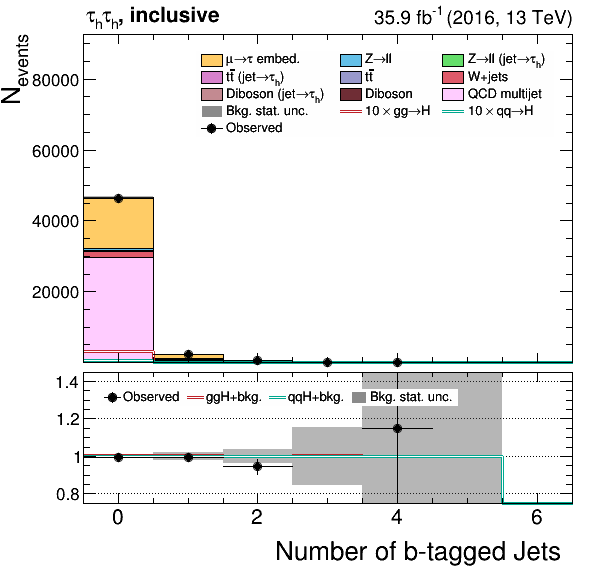 τhτh, inclusive
35.9 fb-1 (2016, 13 TeV)
Nevents
80000
60000
40000
20000
μ→τ embed.
Z→ll
Z→ll (jet→τh)
tt̄ (jet→τh)
tt̄
W+jets
Diboson (jet→τh)
Diboson
QCD multijet
Bkg. stat. unc.
10 × gg→H
10 × qq→H
Observed
1.4
1.2
1
0.8
Observed
ggH+bkg.
qqH+bkg.
Bkg. stat. unc.
0
2
4
6
Number of b-tagged Jets